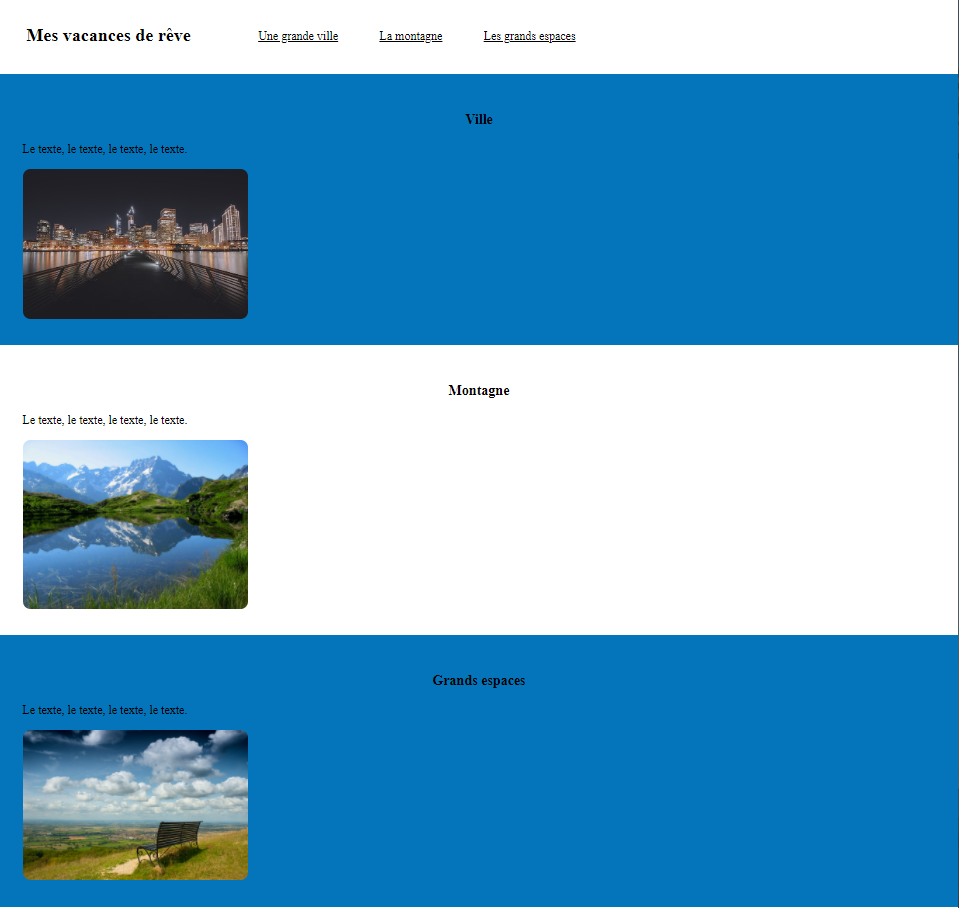 Mes vacances de rêve
Une grande ville
La montagne
Les grands espaces
Ville
Le texte, le texte, le texte, le texte.
Montagne
Le texte, le texte, le texte, le texte.
Grands espaces
Le texte, le texte, le texte, le texte.